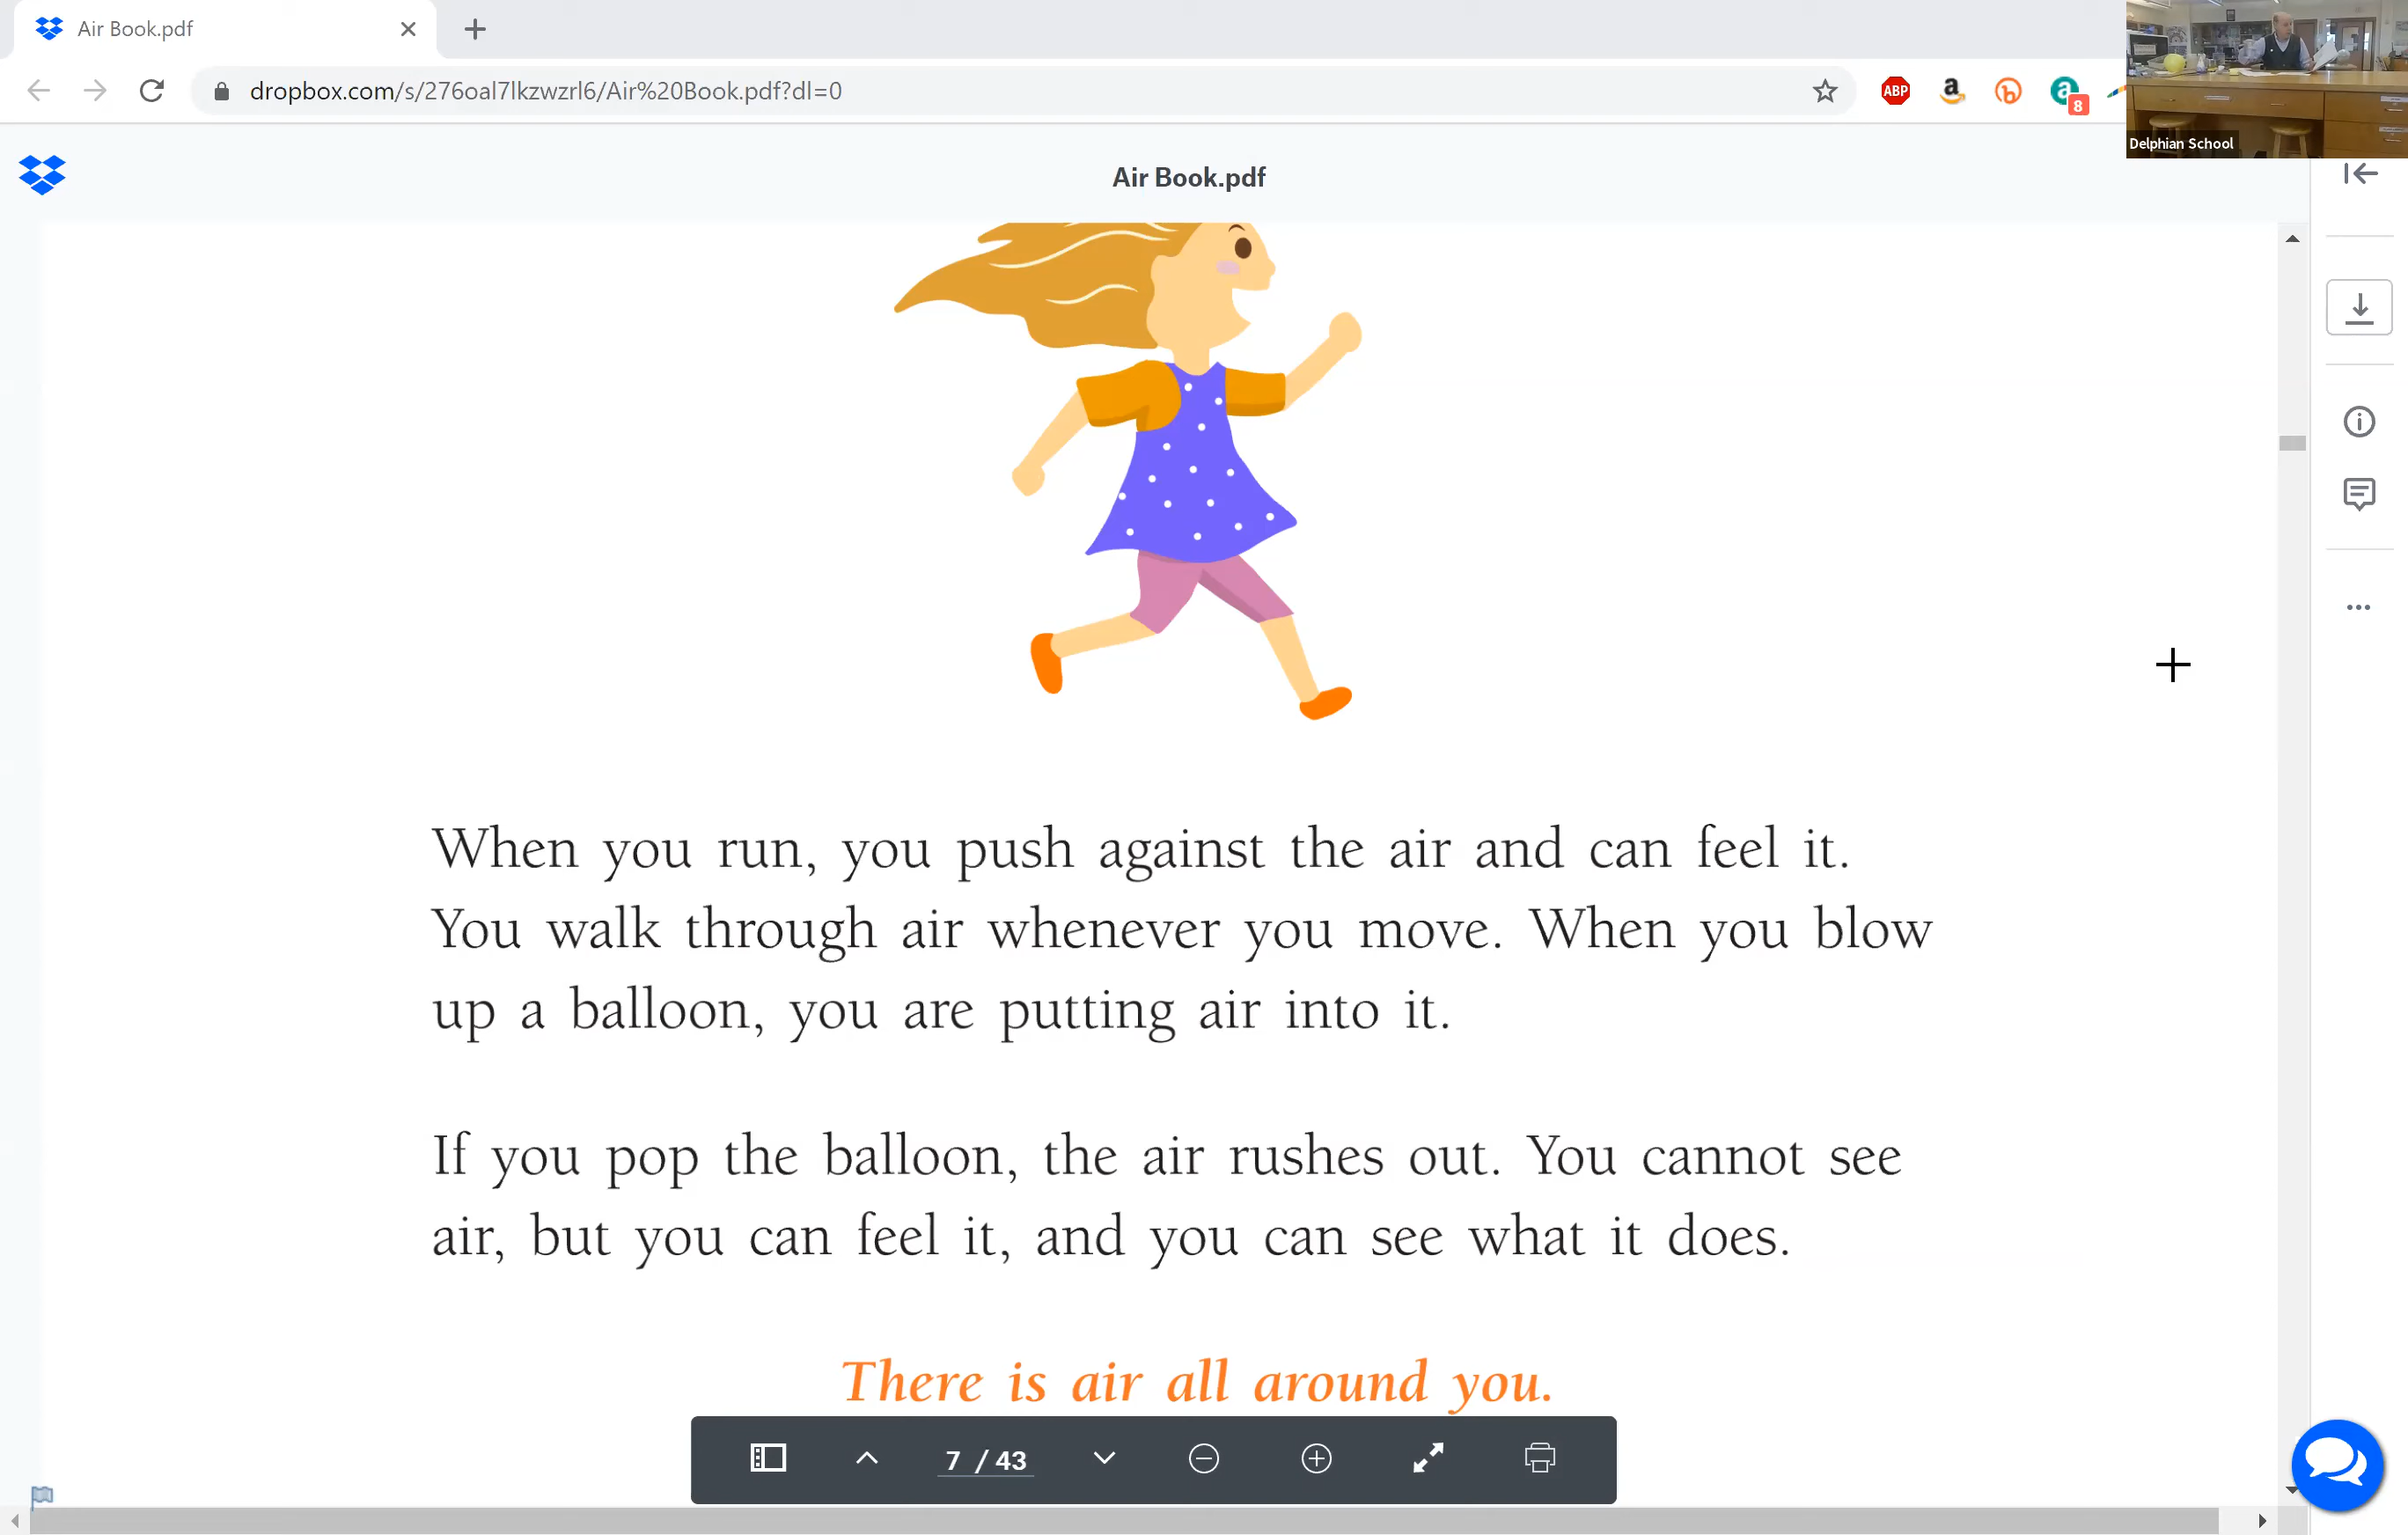 Air Book.pdf
dropbox.com/s/276oal7lkzwzrl6/Air%20Book.pdf?dl=0
ABP
a
b
a
8
Delphian School
Air Book.pdf
When you run, you push against the air and can feel it.
You walk through air whenever you move. When you blow
up a balloon, you are putting air into it.
If you pop the balloon, the air rushes out. You cannot see
air, but you can feel it, and you can see what it does.
There is air all around you.
7 / 43